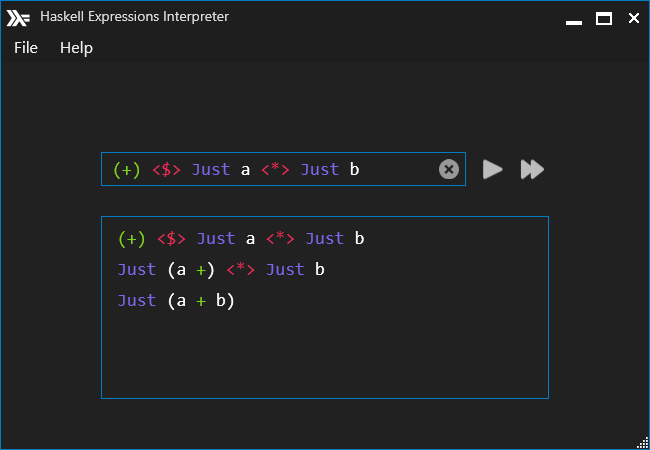 Haskell Expressions Interpreter
File Help
(+) <$> Just a <*> Just b
(+) <$> Just a <*> Just b
Just (a +) <*> Just b
Just (a + b)